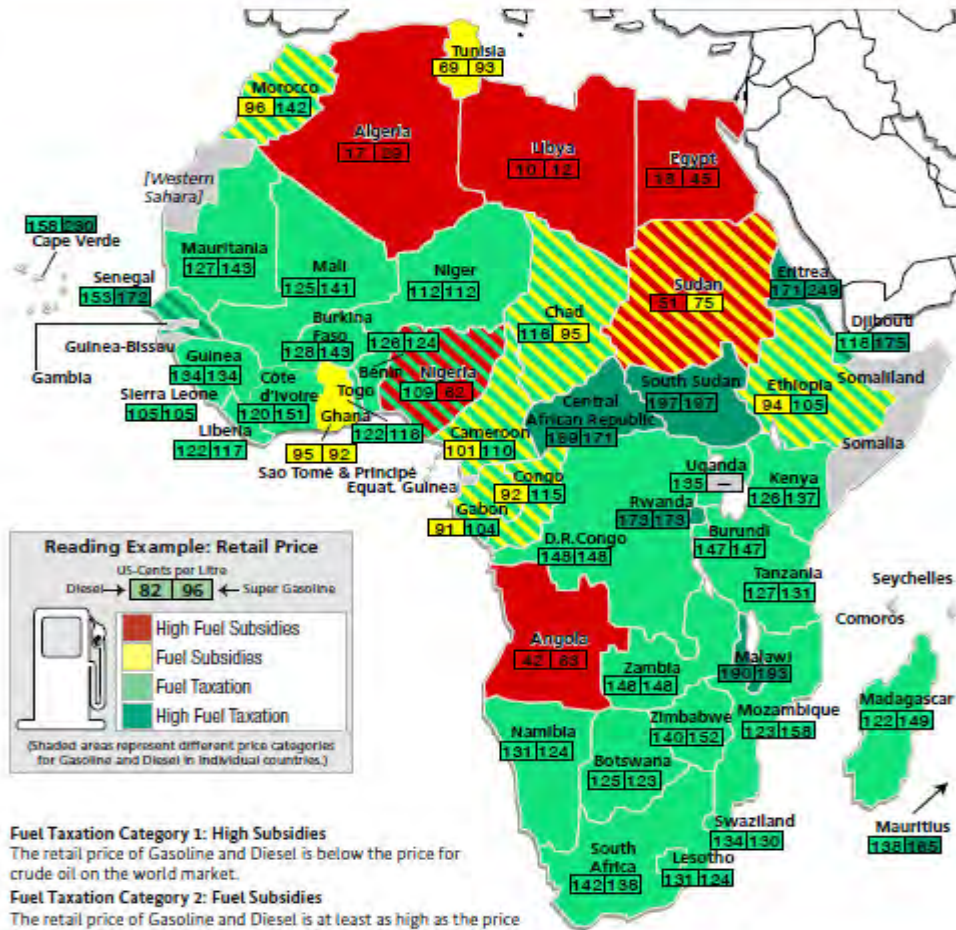 Tunisia
69 93
Morocco
96 142
Algeria
17 29
Libya
10 12
Egypt
18 45
[Western
Sahara]
Cape Verde
Mauritania
127 143
Mali
125 141
Niger
112 112
Chad
116 95
Sudan
51 75
Eritrea
171 249
Senegal
153 172
Djibouti
118 175
Guinea-Bissau
Gambia
Burkina
Faso
128 143
126 124
Benin
Nigeria
109 62
Guinea
134 134
Sierra Leone
105 105
Côte
d'Ivoire
120 151
Togo
Ghana
122 118
95 92
Liberia
122 117
South Sudan
197 197
Central
African Republic
171
Ethiopia
94 105
Somaliland
Somalia
Cameroon
101 110
Sao Tomé & Principé
Equat. Guinea
Congo
92 115
Gabon
91 104
Uganda
135 —
Kenya
126 137
Rwanda
173 173
Burundi
147 147
D.R.Congo
148 148
Tanzania
127 131
Seychelles
Comoros
Angola
42 63
Zambia
148 148
Malawi
190 193
Mozambique
123 158
Madagascar
122 149
Zimbabwe
140 152
Namibia
131 124
Botswana
125 123
Swaziland
134 130
Mauritius
138 165
South
Africa
142 138
Lesotho
131 124
Reading Example: Retail Price
US-Cents per Litre
Diesel 82 96 Super Gasoline
High Fuel Subsidies
Fuel Subsidies
Fuel Taxation
High Fuel Taxation
(Shaded areas represent different price categories
for Gasoline and Diesel in individual countries.)
Fuel Taxation Category 1: High Subsidies
The retail price of Gasoline and Diesel is below the price for
crude oil on the world market.
Fuel Taxation Category 2: Fuel Subsidies
The retail price of Gasoline and Diesel is at least as high as the price